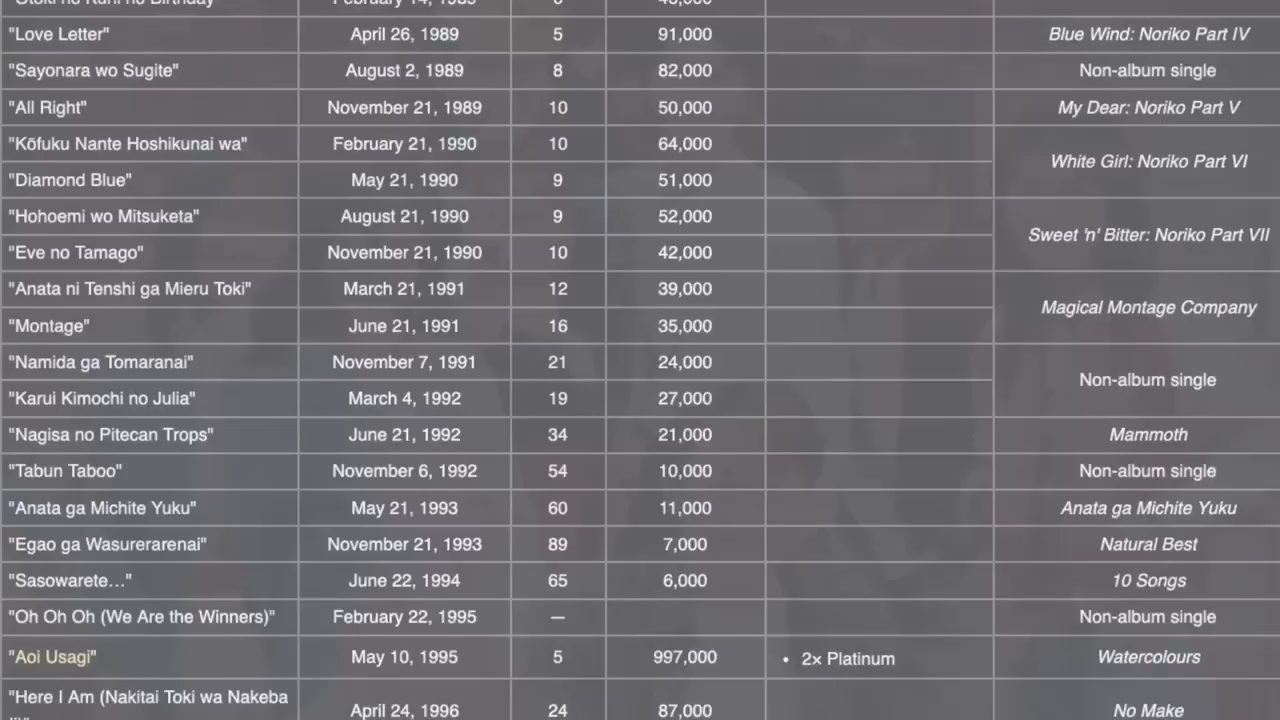 "Love Letter" April 26, 1989 5 91,000 Blue Wind: Noriko Part IV
"Sayonara wo Sugite" August 2, 1989 8 82,000 Non-album single
"All Right" November 21, 1989 10 50,000 My Dear: Noriko Part V
"Kōfuku Nante Hoshikunai wa" February 21, 1990 10 64,000
White Girl: Noriko Part VI
"Diamond Blue" May 21, 1990 9 51,000
"Hohoemi wo Mitsuketa" August 21, 1990 9 52,000
Sweet 'n' Bitter: Noriko Part VII
"Eve no Tamago" November 21, 1990 10 42,000
"Anata ni Tenshi ga Mieru Toki" March 21, 1991 12 39,000
Magical Montage Company
"Montage" June 21, 1991 16 35,000
"Namida ga Tomaranai" November 7, 1991 21 24,000
Non-album single
"Karui Kimochi no Julia" March 4, 1992 19 27,000
"Nagisa no Pitecan Trops" June 21, 1992 34 21,000 Mammoth
"Tabun Taboo" November 6, 1992 54 10,000 Non-album single
"Anata ga Michite Yuku" May 21, 1993 60 11,000 Anata ga Michite Yuku
"Egao ga Wasurerarenai" November 21, 1993 89 7,000 Natural Best
"Sasowarete…" June 22, 1994 65 6,000 10 Songs
"Oh Oh Oh (We Are the Winners)" February 22, 1995 — Non-album single
"Aoi Usagi" May 10, 1995 5 997,000 • 2× Platinum Watercolours
"Here I Am (Nakitai Toki wa Nakeba
April 24, 1996 24 87,000 No Make